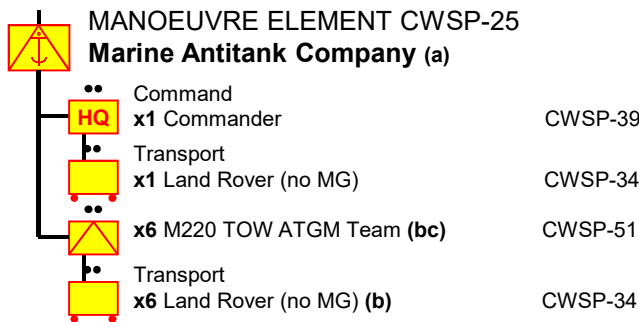 MANOEUVRE ELEMENT CWSP-25
Marine Antitank Company (a)
Command
HQ x1 Commander CWSP-39
Transport
x1 Land Rover (no MG) CWSP-34
x6 M220 TOW ATGM Team (bc) CWSP-51
Transport
x6 Land Rover (no MG) (b) CWSP-34